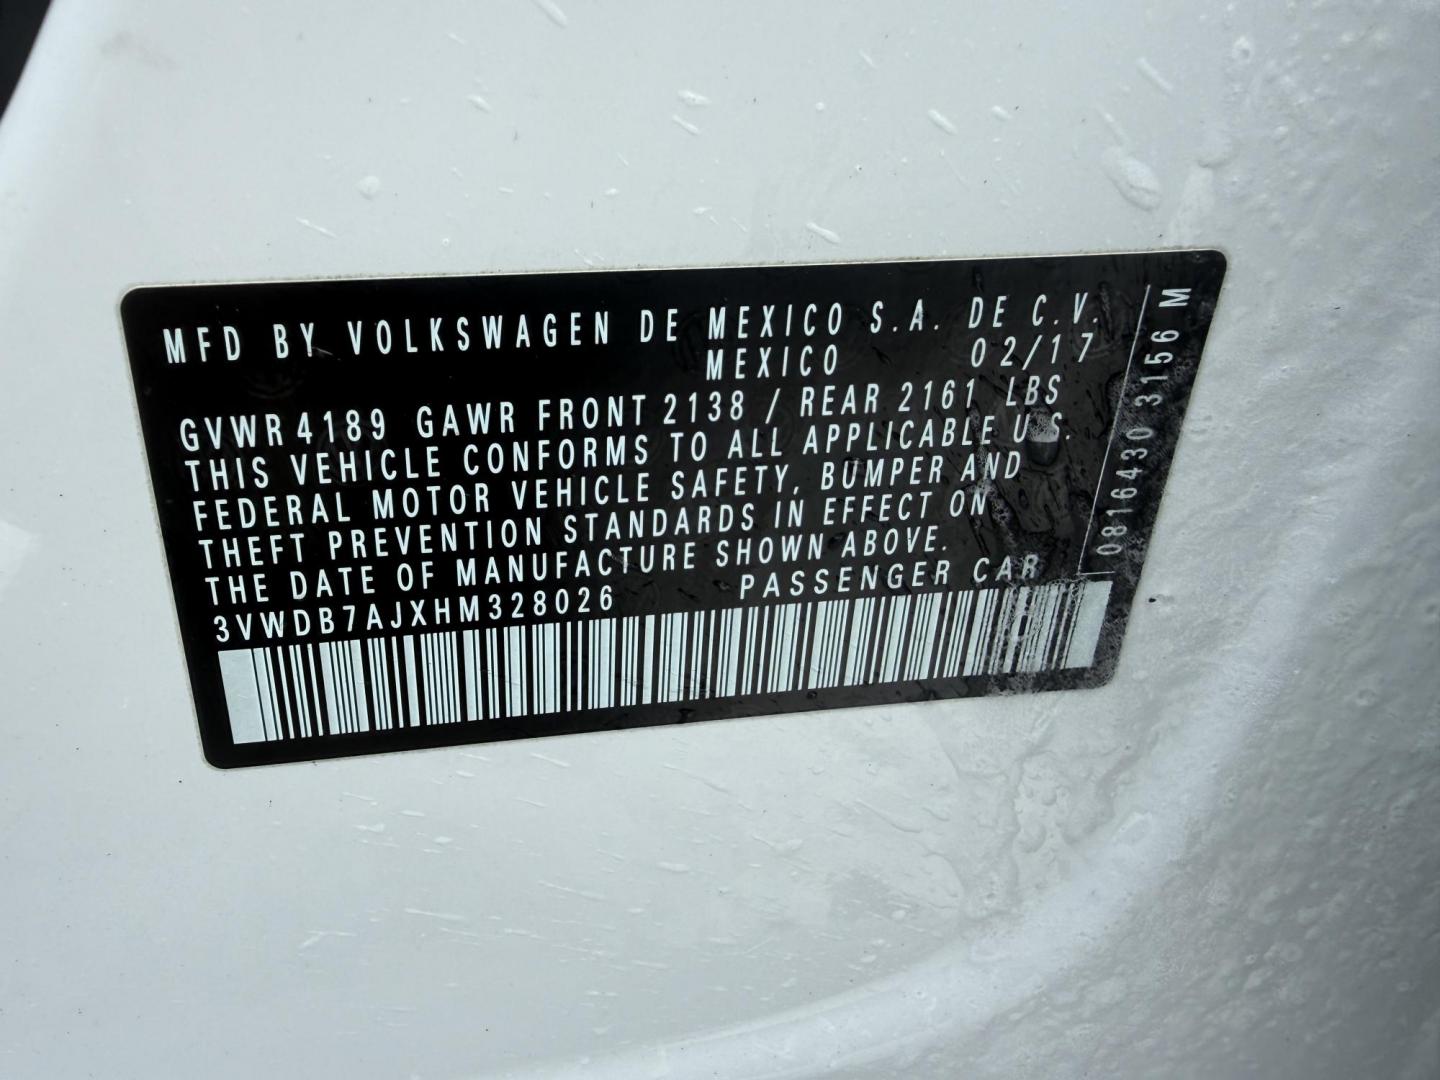 MFD BY VOLKSWAGEN DE MEXICO S.A. DE C.V.
MEXICO 02/17
GVWR 4189 GAWR FRONT 2138 / REAR 2161 LBS
THIS VEHICLE CONFORMS TO ALL APPLICABLE U.S.
FEDERAL MOTOR VEHICLE SAFETY, BUMPER AND
THEFT PREVENTION STANDARDS IN EFFECT ON
THE DATE OF MANUFACTURE SHOWN ABOVE.
3VWDB7AJXHM328026 PASSENGER CAR
0816430 3156 M